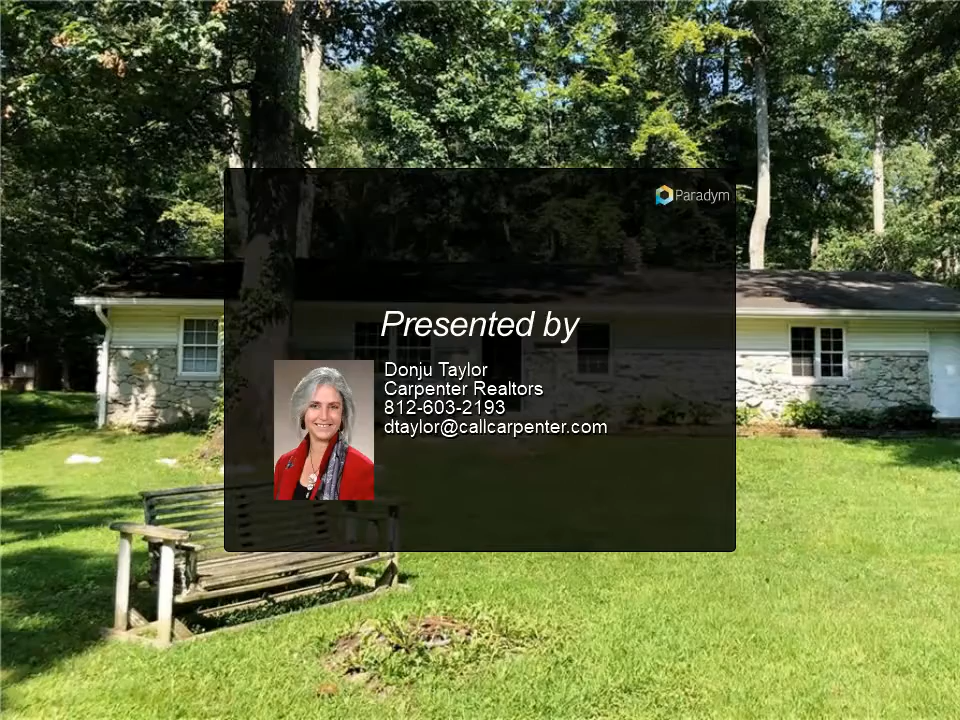 Paradym
Presented by
Donju Taylor
Carpenter Realtors
812-603-2193
dtaylor@callcarpenter.com